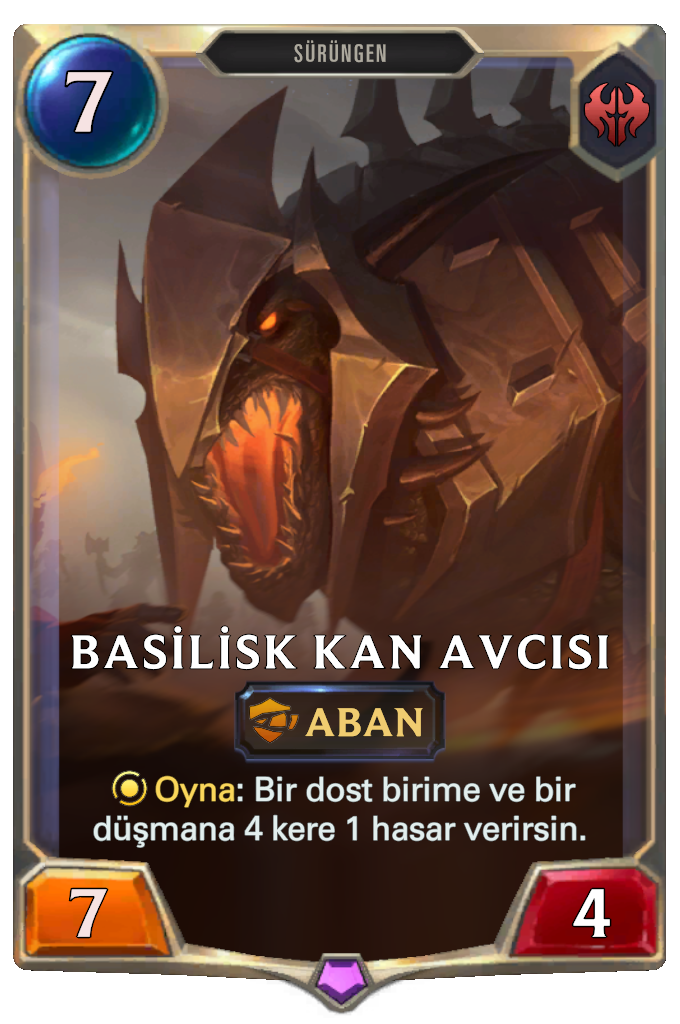 SÜRÜNGEN
7
BASİLİSK KAN AVCISI
ABAN
Oyna: Bir dost birime ve bir
düşmana 4 kere 1 hasar verirsin.
7
4